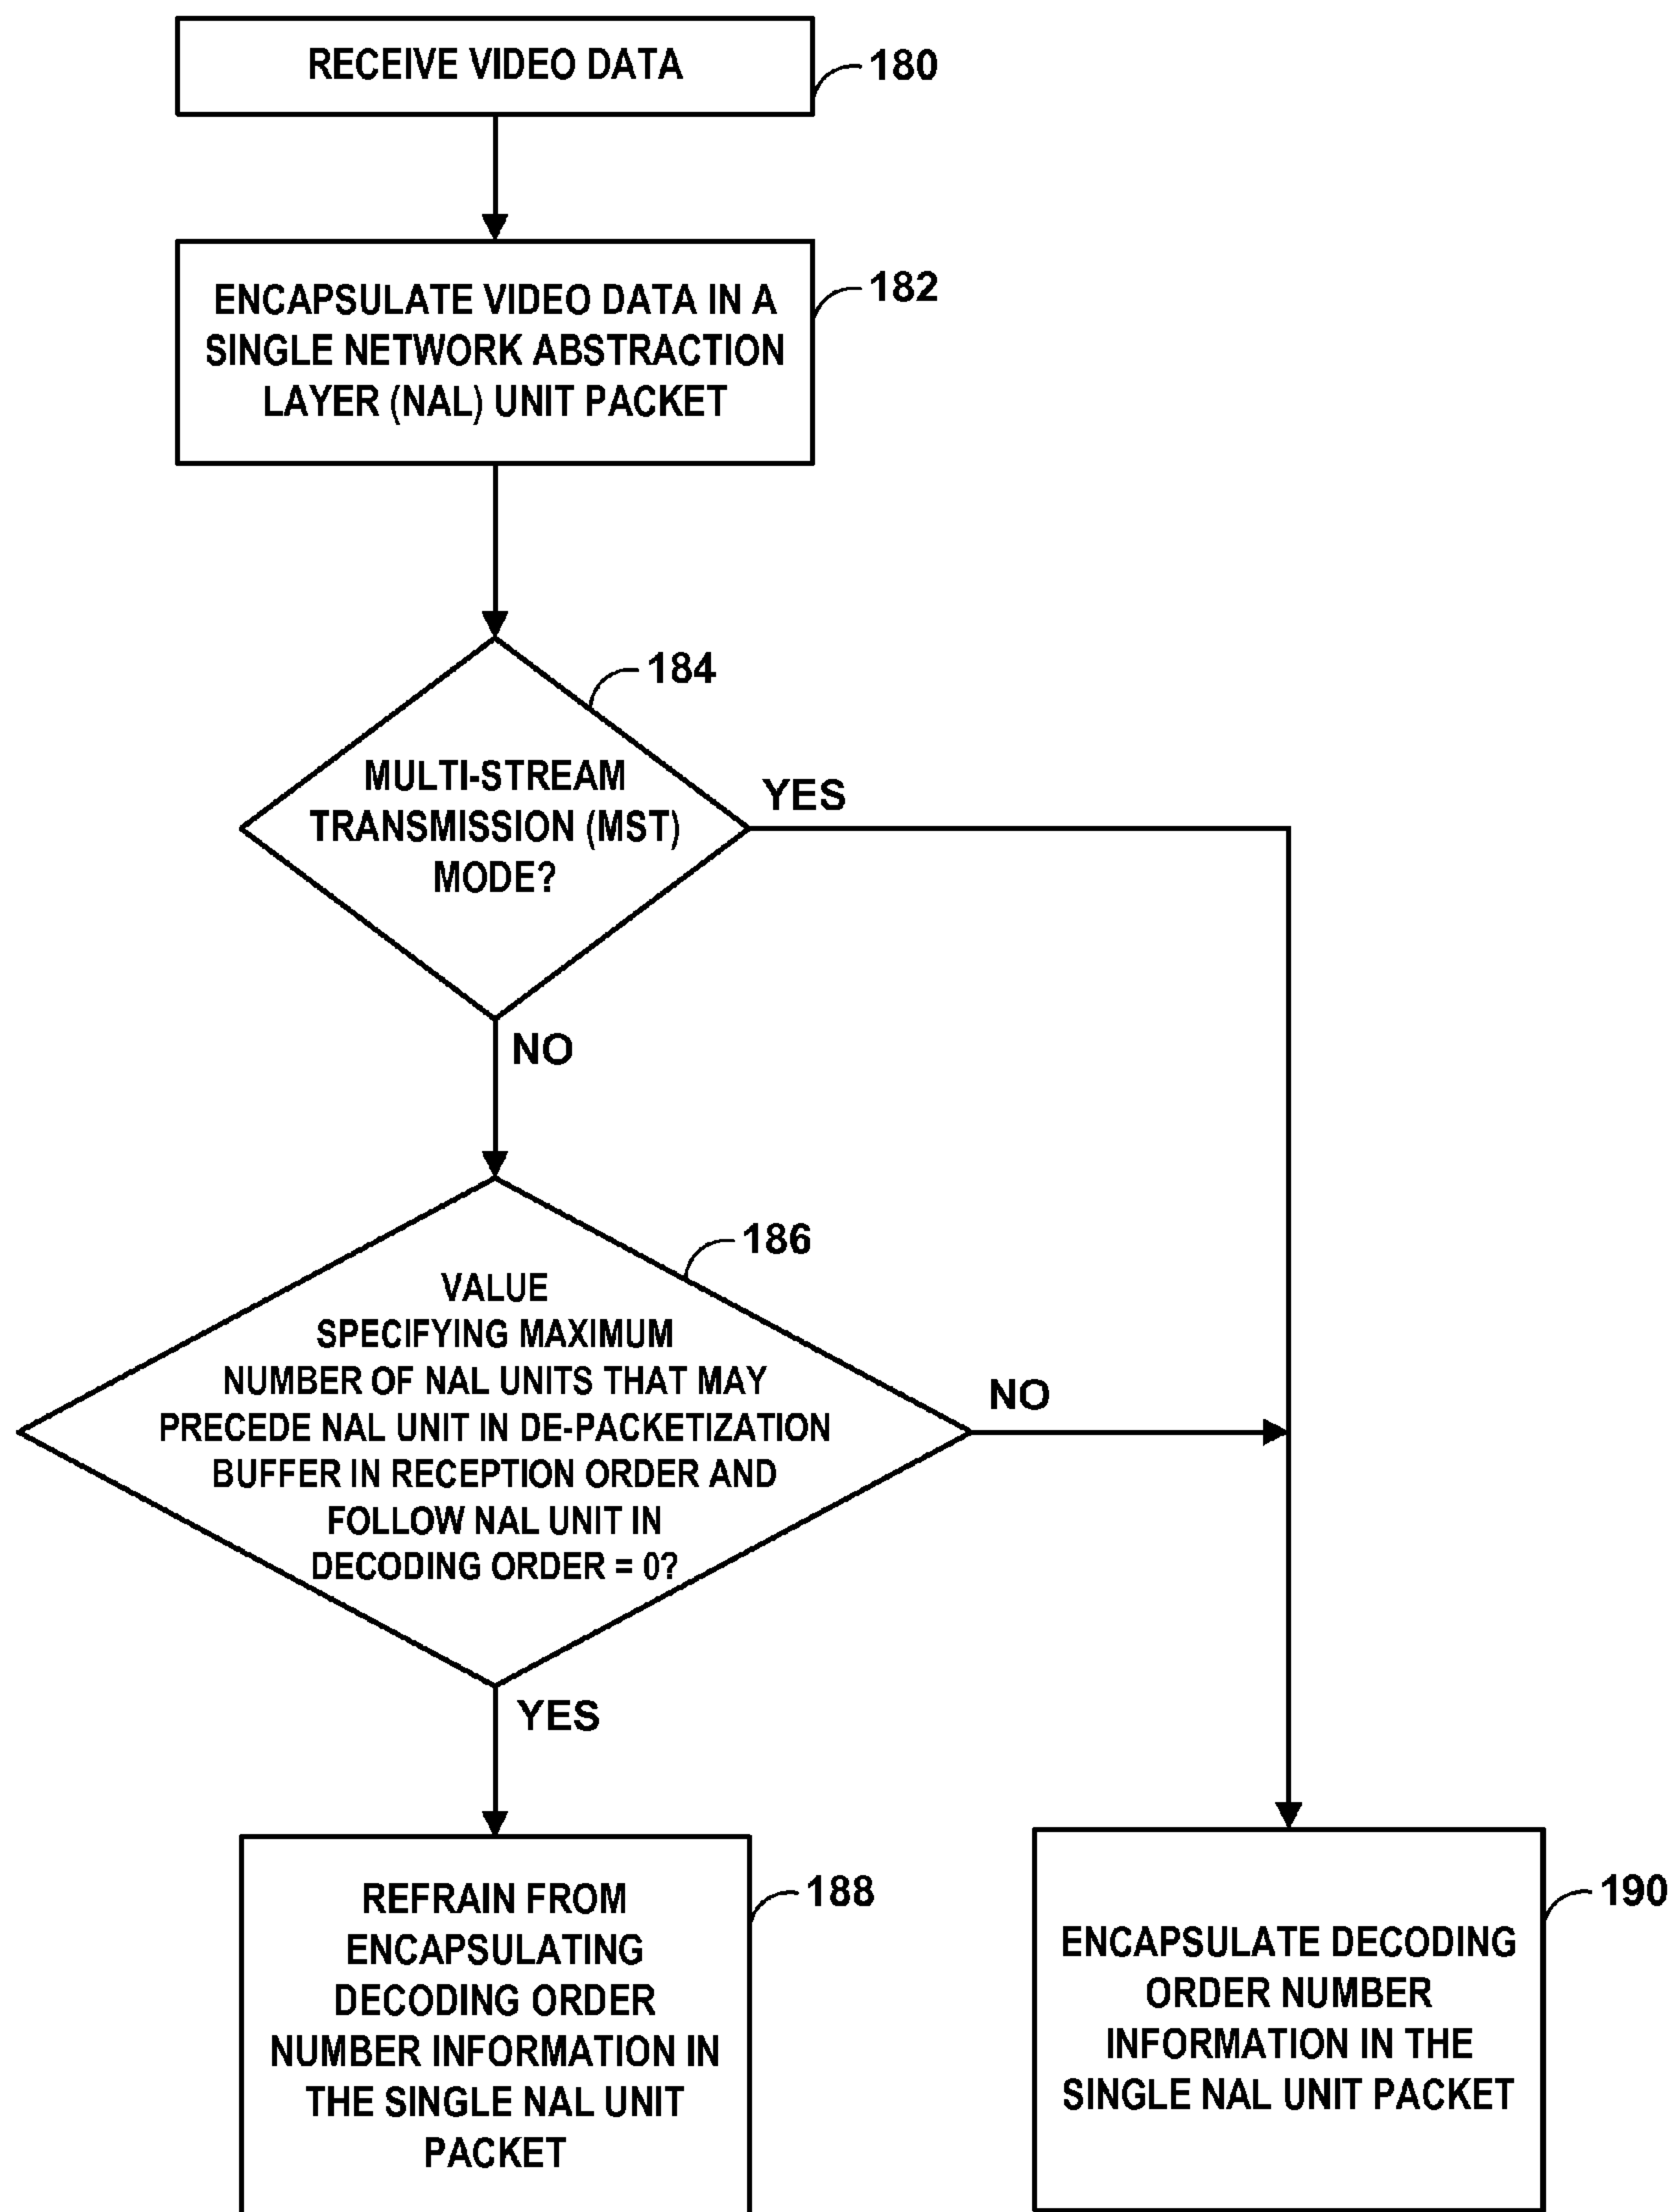 RECEIVE VIDEO DATA
180
ENCAPSULATE VIDEO DATA IN A
SINGLE NETWORK ABSTRACTION
LAYER (NAL) UNIT PACKET
182
184
MULTI-STREAM
TRANSMISSION (MST)
MODE?
YES
NO
186
VALUE
SPECIFYING MAXIMUM
NUMBER OF NAL UNITS THAT MAY
PRECEDE NAL UNIT IN DE-PACKETIZATION
BUFFER IN RECEPTION ORDER AND
FOLLOW NAL UNIT IN
DECODING ORDER = 0?
NO
YES
REFRAIN FROM
ENCAPSULATING
DECODING ORDER
NUMBER INFORMATION IN
THE SINGLE NAL UNIT
PACKET
188
ENCAPSULATE DECODING
ORDER NUMBER
INFORMATION IN THE
SINGLE NAL UNIT PACKET
190